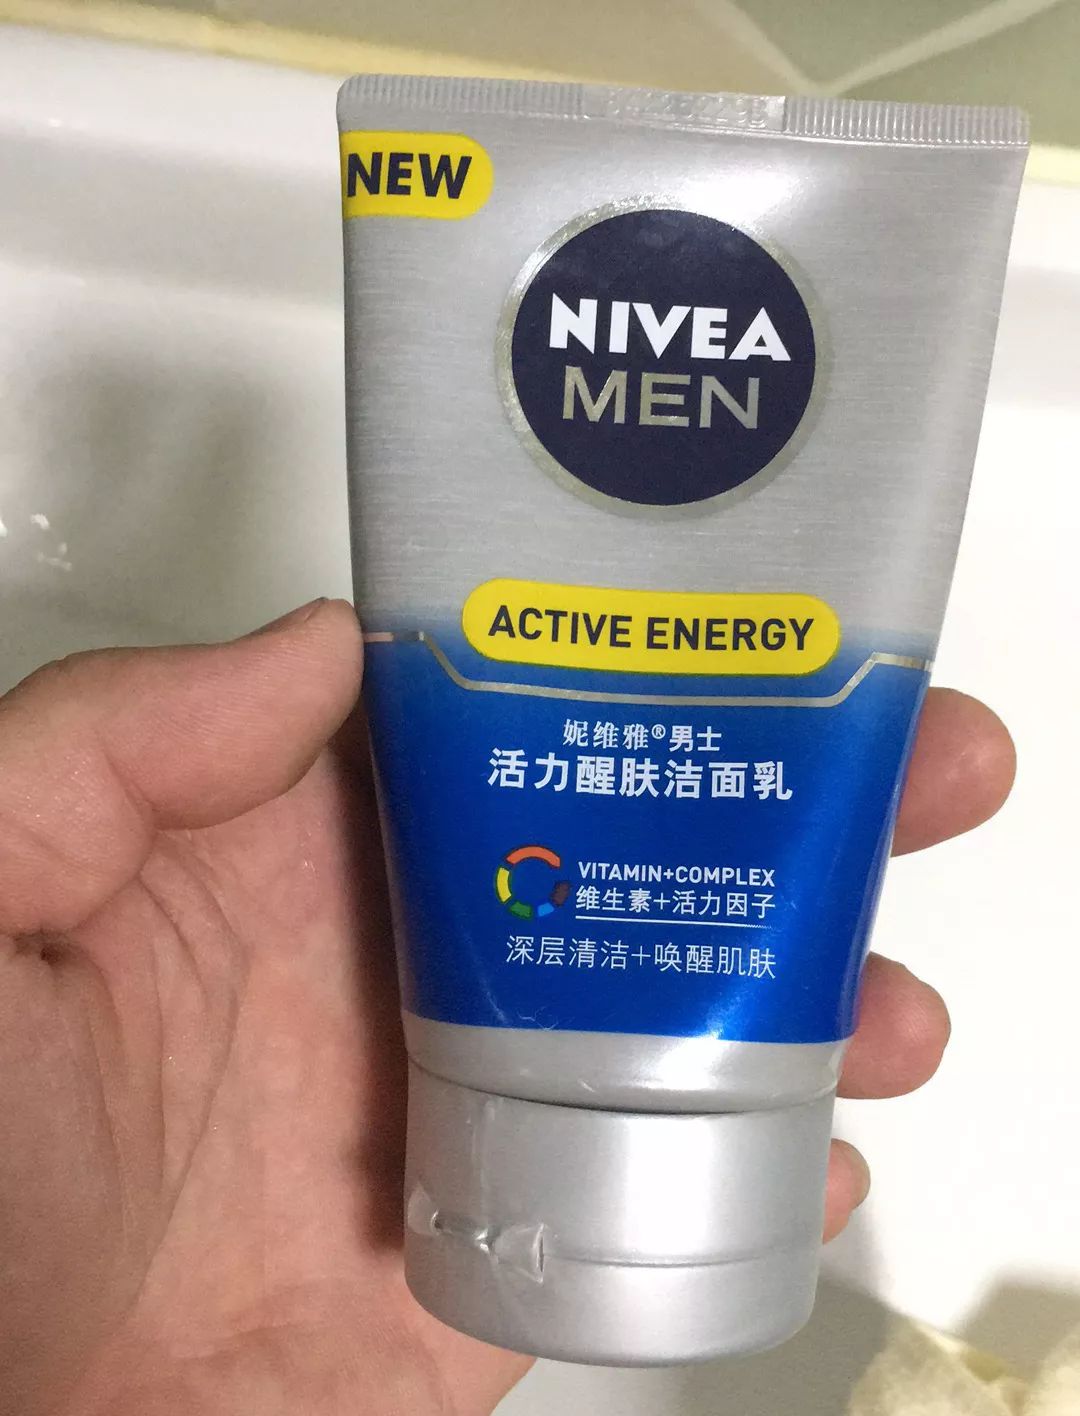 NEW
NIVEA
MEN
ACTIVE ENERGY
妮维雅®男士
活力醒肤洁面乳
VITAMIN+COMPLEX
维生素+活力因子
深层清洁+唤醒肌肤